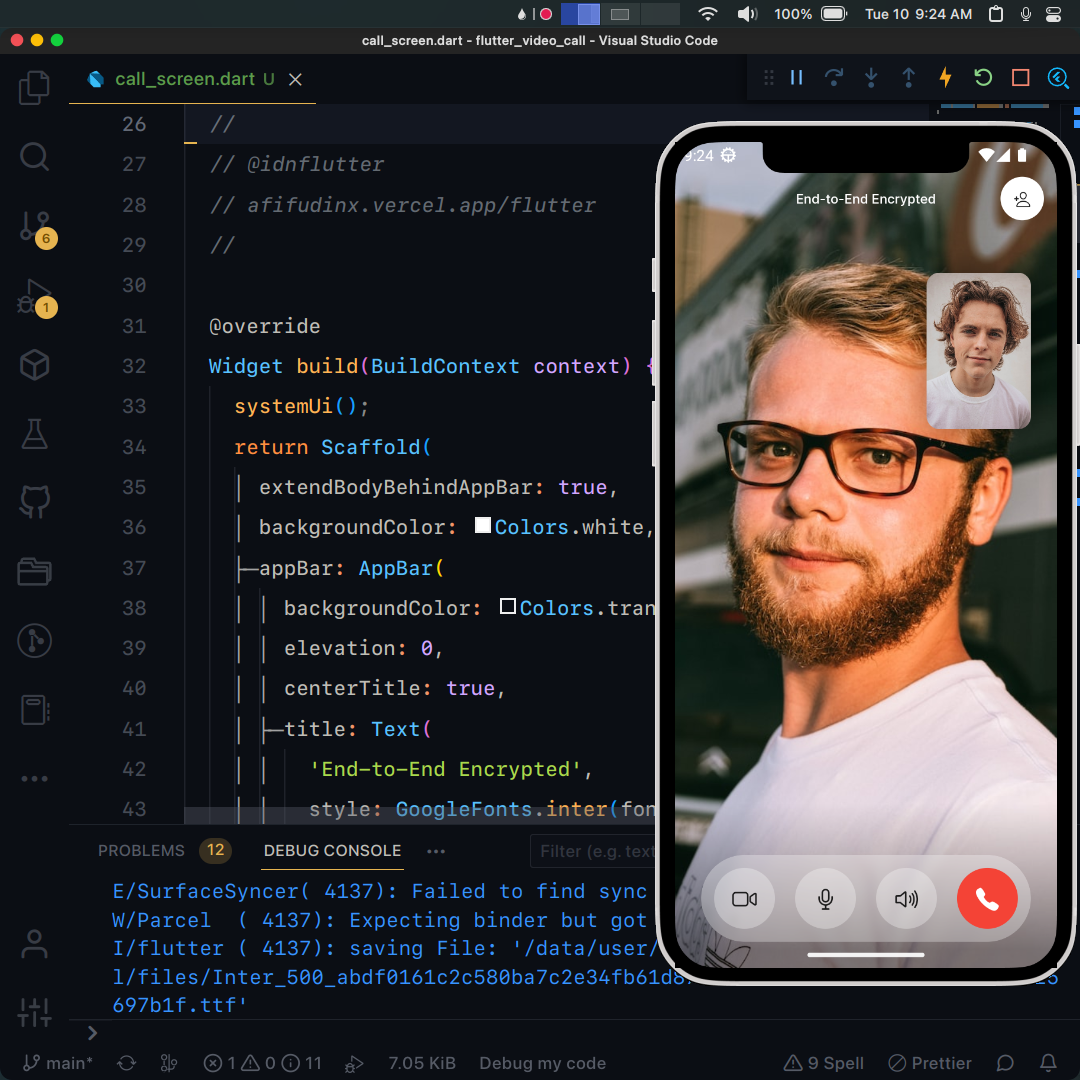 100% Tue 10 9:24 AM
call_screen.dart - flutter_video_call - Visual Studio Code
call_screen.dart U
26 //
27 // @idnflutter
28 // afifudinx.vercel.app/flutter
29 //
30
31 @override
32 Widget build(BuildContext context) {
33 systemUi();
34 return Scaffold(
35 extendBodyBehindAppBar: true,
36 backgroundColor: Colors.white,
37 appBar: AppBar(
38 backgroundColor: Colors.tran
39 elevation: 0,
40 centerTitle: true,
41 title: Text(
42 'End-to-End Encrypted',
43 style: GoogleFonts.inter(fon
6
1
9:24
End-to-End Encrypted
PROBLEMS 12 DEBUG CONSOLE ••• Filter (e.g. text
E/SurfaceSyncer( 4137): Failed to find sync
W/Parcel ( 4137): Expecting binder but got
I/flutter ( 4137): saving File: '/data/user/
l/files/Inter_500_abdf0161c2c580ba7c2e34fb61d8
697b1f.ttf'
main* 1 0 11 7.05 KiB Debug my code 9 Spell Prettier